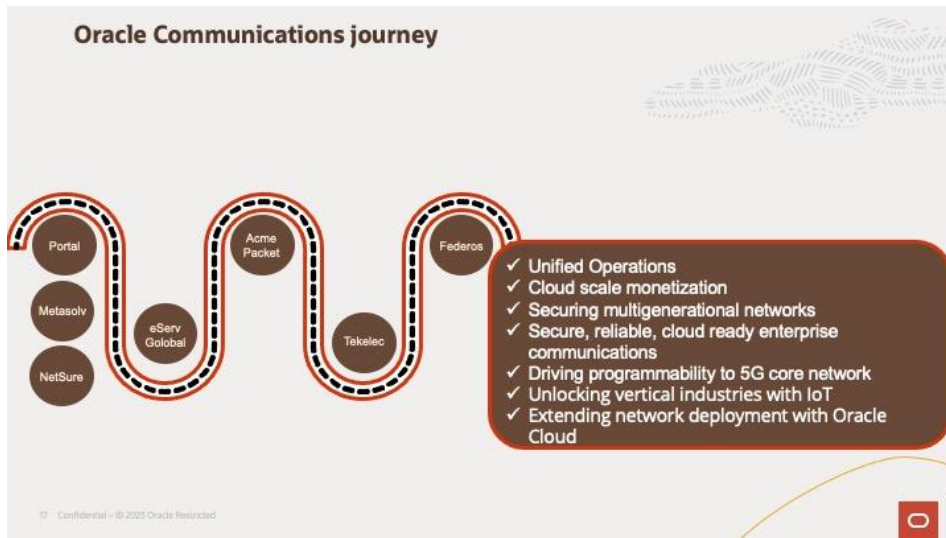 Oracle Communications journey
Portal
Metasolv
NetSure
eServ
Golobal
Acme
Packet
Tekelec
Federos
✓ Unified Operations
✓ Cloud scale monetization
✓ Securing multigenerational networks
✓ Secure, reliable, cloud ready enterprise
communications
✓ Driving programmability to 5G core network
✓ Unlocking vertical industries with IoT
✓ Extending network deployment with Oracle
Cloud
17 Confidential – © 2023 Oracle Restricted